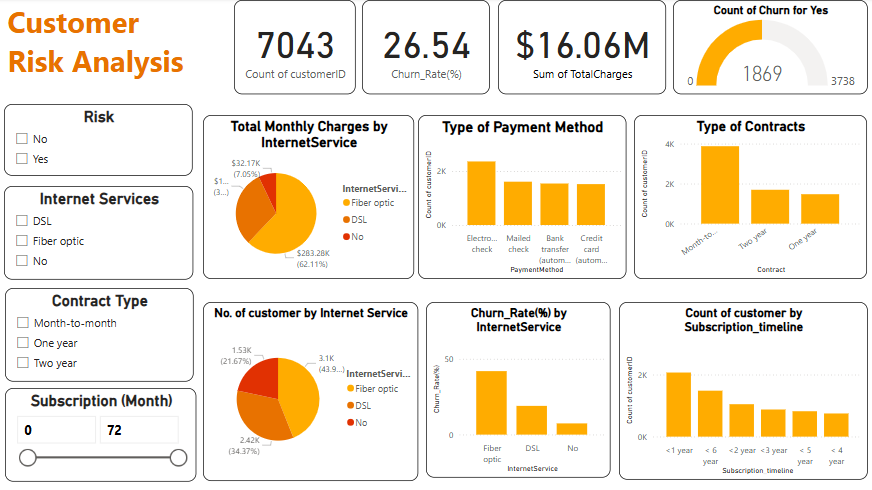 Customer
Risk Analysis
7043
Count of customerID
26.54
Churn_Rate(%)
$16.06M
Sum of TotalCharges
Count of Churn for Yes
0
1869
3738
Risk
No
Yes
Internet Services
DSL
Fiber optic
No
Contract Type
Month-to-month
One year
Two year
Subscription (Month)
0
72
Total Monthly Charges by
InternetService
$32.17K
(7.05%)
$1...
(3...)
$283.28K
(62.11%)
InternetServi...
Fiber optic
DSL
No
Type of Payment Method
Count of customerID
2K
0K
Electro...
check
Mailed
check
Bank
transfer
(autom...
Credit
card
(autom...
PaymentMethod
Type of Contracts
Count of customerID
4K
2K
0K
Month-to...
Two year
One year
Contract
No. of customer by Internet Service
1.53K
(21.67%)
3.1K
(43.9...)
2.42K
(34.37%)
InternetServi...
Fiber optic
DSL
No
Churn_Rate(%) by
InternetService
Churn_Rate(%)
50
0
Fiber
optic
DSL
No
InternetService
Count of customer by
Subscription_timeline
Count of customerID
2K
0K
<1 year
< 6
year
<2 year
<3 year
< 5
year
< 4
year
Subscription_timeline